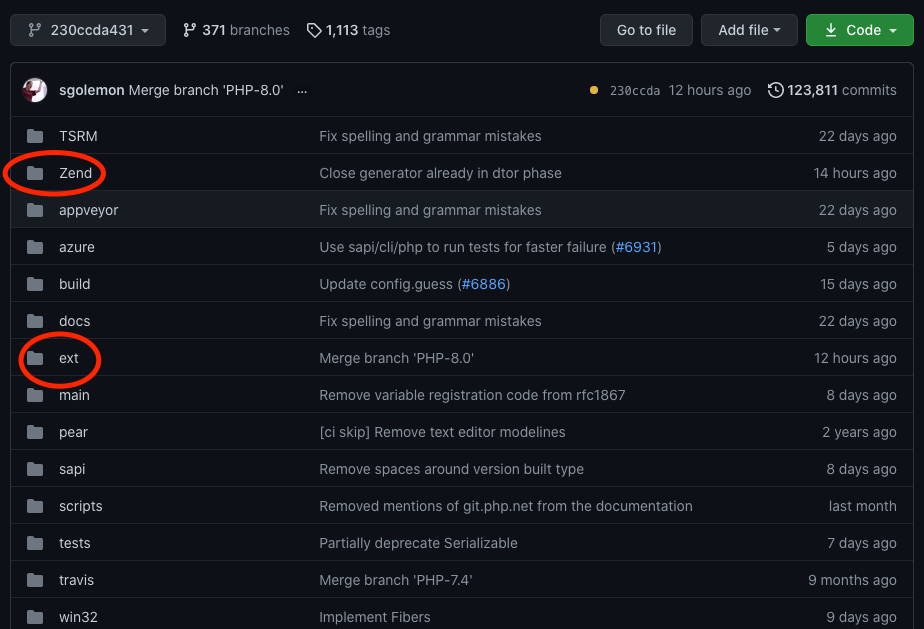 230ccda431 371 branches 1,113 tags Go to file Add file Code
sgolemon Merge branch 'PHP-8.0' ... 230ccda 12 hours ago 123,811 commits
TSRM Fix spelling and grammar mistakes 22 days ago
Zend Close generator already in dtor phase 14 hours ago
appveyor Fix spelling and grammar mistakes 22 days ago
azure Use sapi/cli/php to run tests for faster failure (#6931) 5 days ago
build Update config.guess (#6886) 15 days ago
docs Fix spelling and grammar mistakes 22 days ago
ext Merge branch 'PHP-8.0' 12 hours ago
main Remove variable registration code from rfc1867 8 days ago
pear [ci skip] Remove text editor modelines 2 years ago
sapi Remove spaces around version built type 8 days ago
scripts Removed mentions of git.php.net from the documentation last month
tests Partially deprecate Serializable 7 days ago
travis Merge branch 'PHP-7.4' 9 months ago
win32 Implement Fibers 9 days ago